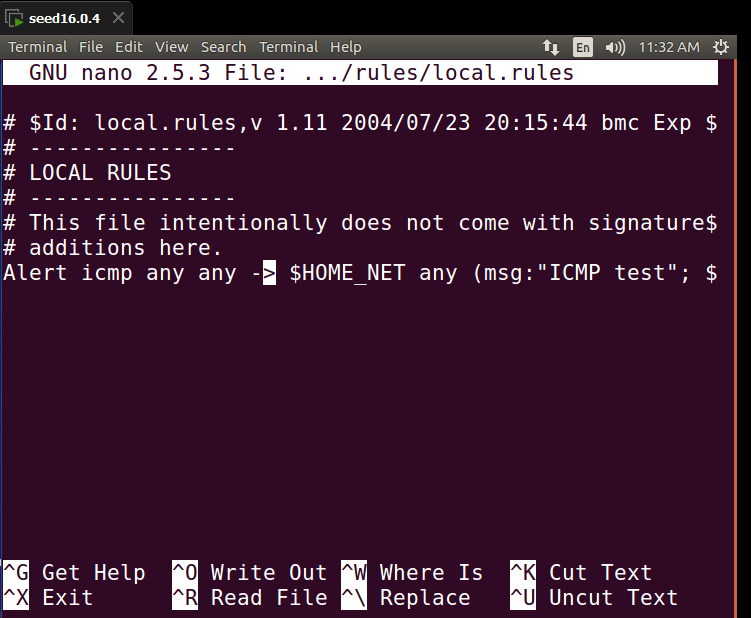 seed16.0.4
Terminal File Edit View Search Terminal Help En 11:32 AM
GNU nano 2.5.3 File: .../rules/local.rules
# $Id: local.rules,v 1.11 2004/07/23 20:15:44 bmc Exp $
# ----------------
# LOCAL RULES
# ----------------
# This file intentionally does not come with signature$
# additions here.
Alert icmp any any -> $HOME_NET any (msg:"ICMP test"; $
^G Get Help ^O Write Out ^W Where Is ^K Cut Text
^X Exit ^R Read File ^\ Replace ^U Uncut Text